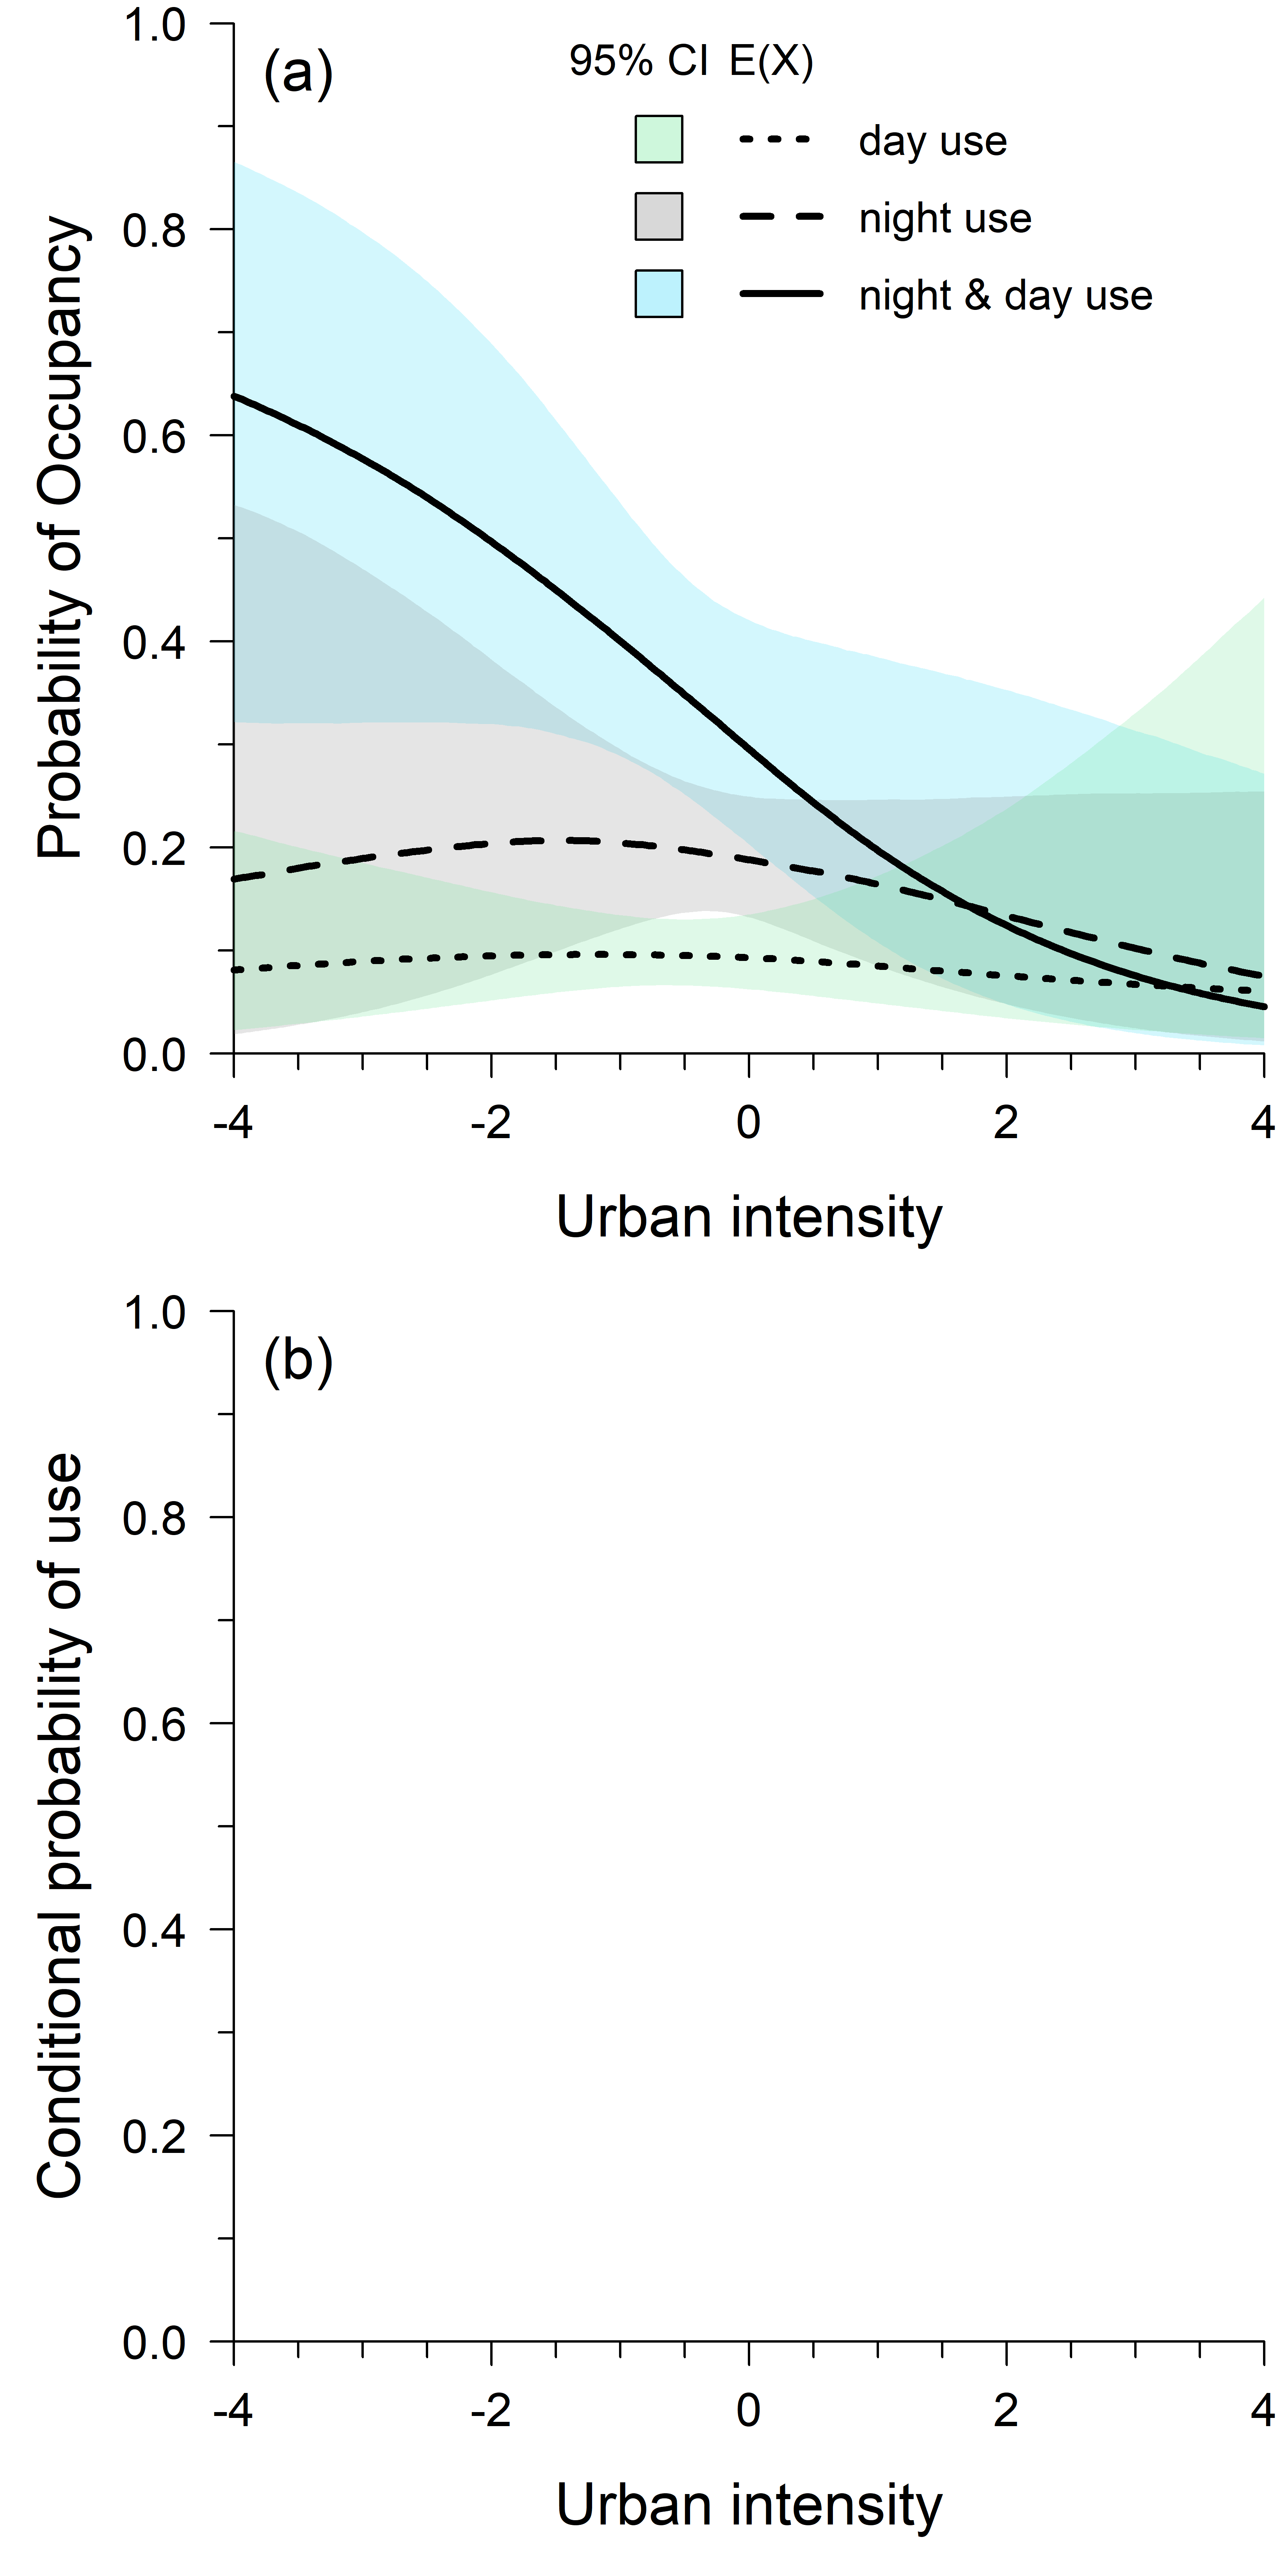 1.0
(a)
95% CI E(X)
day use
night use
night & day use
0.8
0.6
0.4
0.2
0.0
Probability of Occupancy
-4 -2 0 2 4
Urban intensity
1.0
(b)
0.8
0.6
0.4
0.2
0.0
Conditional probability of use
-4 -2 0 2 4
Urban intensity